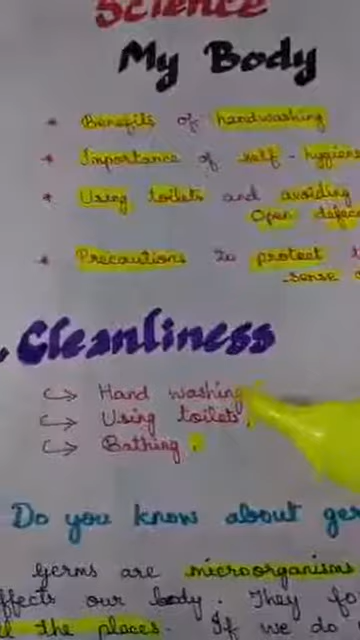 Science
My Body
* Benefits of handwashing
* Importance of self-hygiene
* Using toilets and avoiding
Open defec
* Precautions to protect t
sense o
Cleanliness
↪ Hand washing
↪ Using toilets,
↪ Bathing.
Do you know about ger
Germs are microorganisms
ffects our body. They fo
the places. If we do